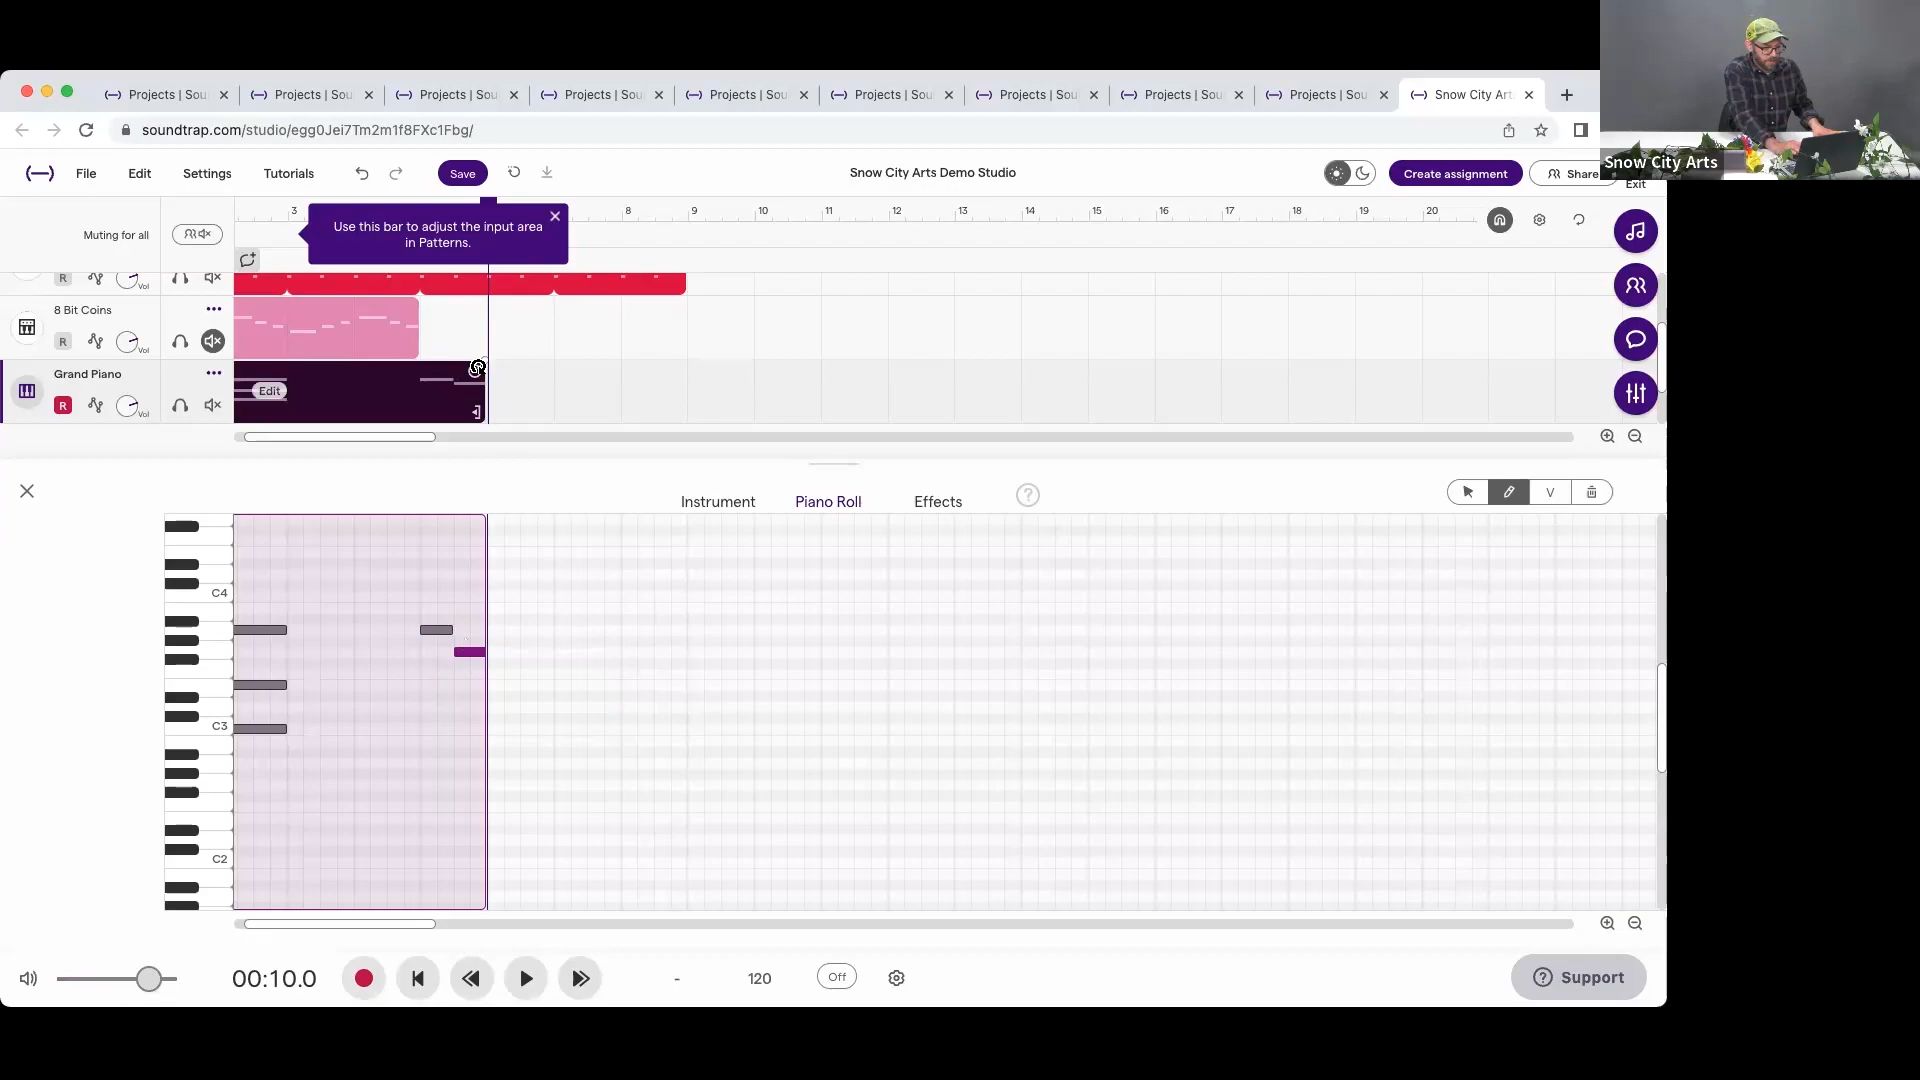 Projects | Sou
Projects | Sou
Projects | Sou
Projects | Sou
Projects | Sou
Projects | Sou
Projects | Sou
Projects | Sou
Projects | Sou
Snow City Art
soundtrap.com/studio/egg0Jei7Tm2m1f8FXc1Fbg/
Snow City Arts
File
Edit
Settings
Tutorials
Save
Snow City Arts Demo Studio
Create assignment
Share
Exit
3
8
9
10
11
12
13
14
15
16
17
18
19
20
Muting for all
Use this bar to adjust the input area
in Patterns.
R
Vol
8 Bit Coins
R
Vol
Grand Piano
Edit
R
Vol
Instrument
Piano Roll
Effects
?
V
C4
C3
C2
00:10.0
-
120
Off
? Support